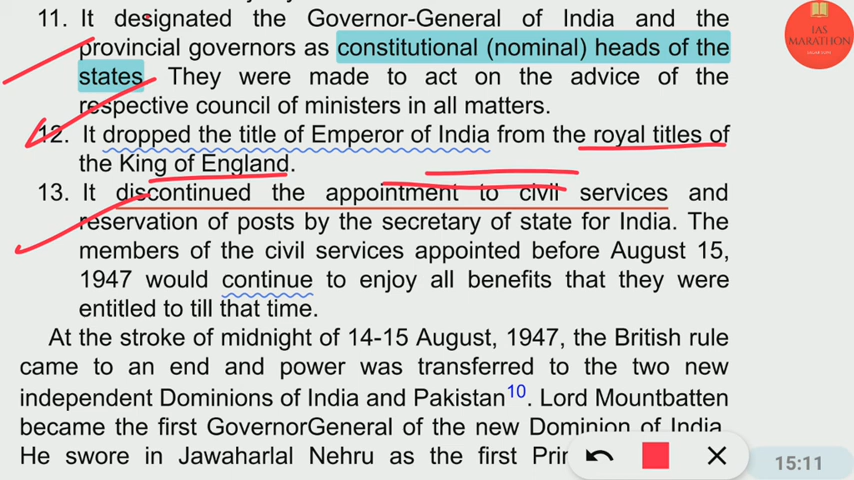 11. It designated the Governor-General of India and the
provincial governors as constitutional (nominal) heads of the
states. They were made to act on the advice of the
respective council of ministers in all matters.
12. It dropped the title of Emperor of India from the royal titles of
the King of England.
13. It discontinued the appointment to civil services and
reservation of posts by the secretary of state for India. The
members of the civil services appointed before August 15,
1947 would continue to enjoy all benefits that they were
entitled to till that time.
At the stroke of midnight of 14-15 August, 1947, the British rule
came to an end and power was transferred to the two new
independent Dominions of India and Pakistan10. Lord Mountbatten
became the first GovernorGeneral of the new Dominion of India.
He swore in Jawaharlal Nehru as the first
IAS
MARATHON
15:11